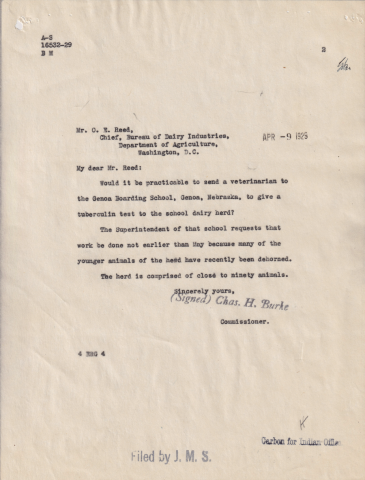 A-S
16532-29
B M
2
Mr. O. E. Reed,
Chief, Bureau of Dairy Industries,
Department of Agriculture,
Washington, D.C.
APR - 9 1929
My dear Mr. Reed:
Would it be practicable to send a veterinarian to
the Genoa Boarding School, Genoa, Nebraska, to give a
tuberculin test to the school dairy herd?
The Superintendent of that school requests that
work be done not earlier than May because many of the
younger animals of the herd have recently been dehorned.
The herd is comprised of close to ninety animals.
Sincerely yours,
(Signed) Chas. H. Burke
Commissioner.
Carbon for Indian Office
Filed by J. M. S.